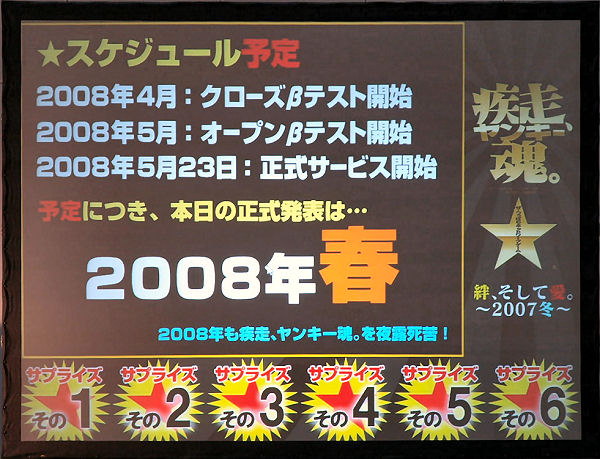 ★スケジュール予定
2008年4月：クローズβテスト開始
2008年5月：オープンβテスト開始
2008年5月23日：正式サービス開始
予定につき、本日の正式発表は…
2008年春
2008年も疾走、ヤンキー魂。を夜露死苦！
疾走、
ヤンキー
魂。
絆、そして愛。
～2007冬～
サプライズ
その1
サプライズ
その2
サプライズ
その3
サプライズ
その4
サプライズ
その5
サプライズ
その6